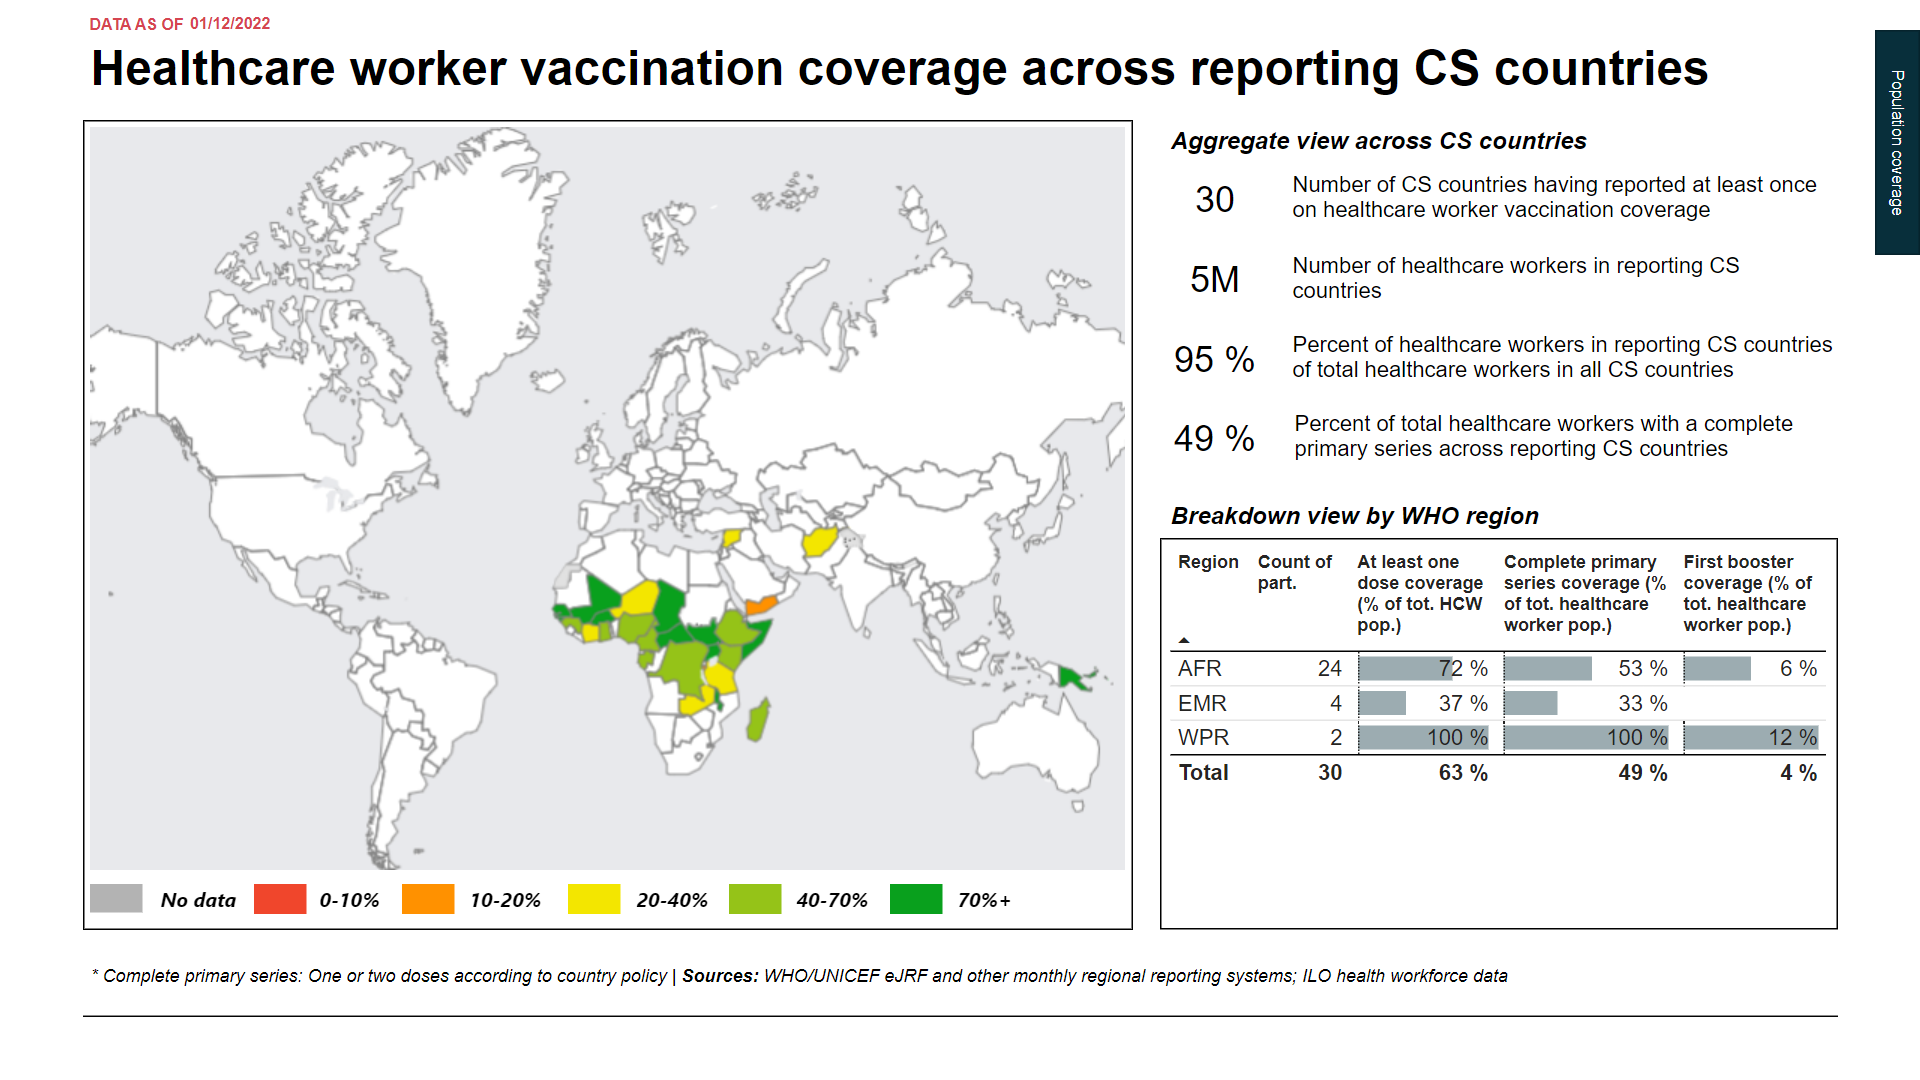 DATA AS OF 01/12/2022
Healthcare worker vaccination coverage across reporting CS countries
Population coverage
No data
0-10%
10-20%
20-40%
40-70%
70%+
Aggregate view across CS countries
30
Number of CS countries having reported at least once
on healthcare worker vaccination coverage
5M
Number of healthcare workers in reporting CS
countries
95 %
Percent of healthcare workers in reporting CS countries
of total healthcare workers in all CS countries
49 %
Percent of total healthcare workers with a complete
primary series across reporting CS countries
Breakdown view by WHO region
Region Count of At least one Complete primary First booster
part. dose coverage series coverage (% coverage (% of
(% of tot. HCW of tot. healthcare tot. healthcare
pop.) worker pop.) worker pop.)
AFR 24 72 % 53 % 6 %
EMR 4 37 % 33 %
WPR 2 100 % 100 % 12 %
Total 30 63 % 49 % 4 %
* Complete primary series: One or two doses according to country policy | Sources: WHO/UNICEF eJRF and other monthly regional reporting systems; ILO health workforce data